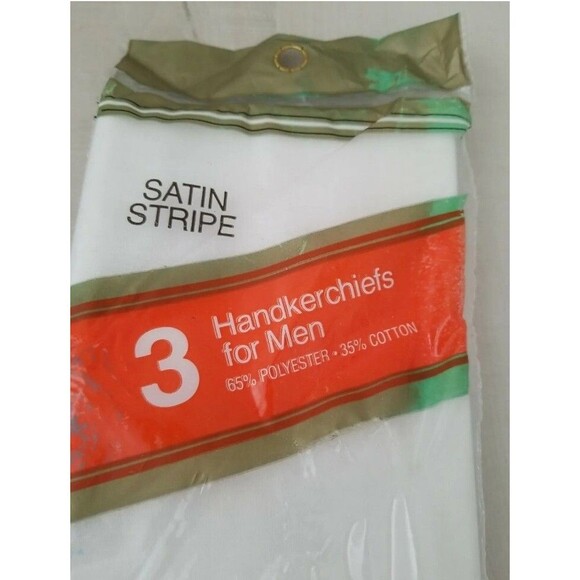 SATIN
STRIPE
3 Handkerchiefs
for Men
65% POLYESTER • 35% COTTON